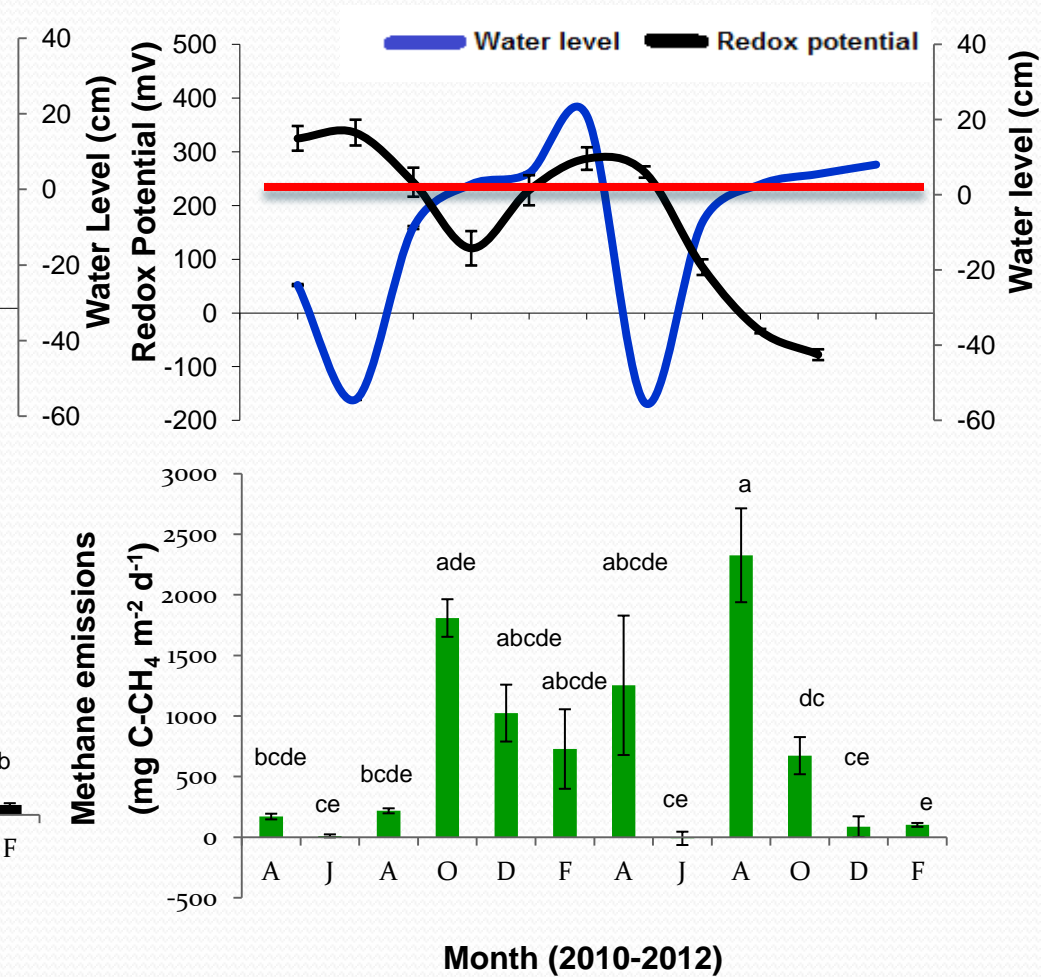 Water level Redox potential
40
20
0
-20
-40
-60
Water Level (cm)
Redox Potential (mV)
500
400
300
200
100
0
-100
-200
40
20
0
-20
-40
-60
Water level (cm)
b
F
Methane emissions
(mg C-CH₄ m⁻² d⁻¹)
3000
2500
2000
1500
1000
500
0
-500
bcde
ce
bcde
ade
abcde
abcde
abcde
ce
a
dc
ce
e
A J A O D F A J A O D F
Month (2010-2012)